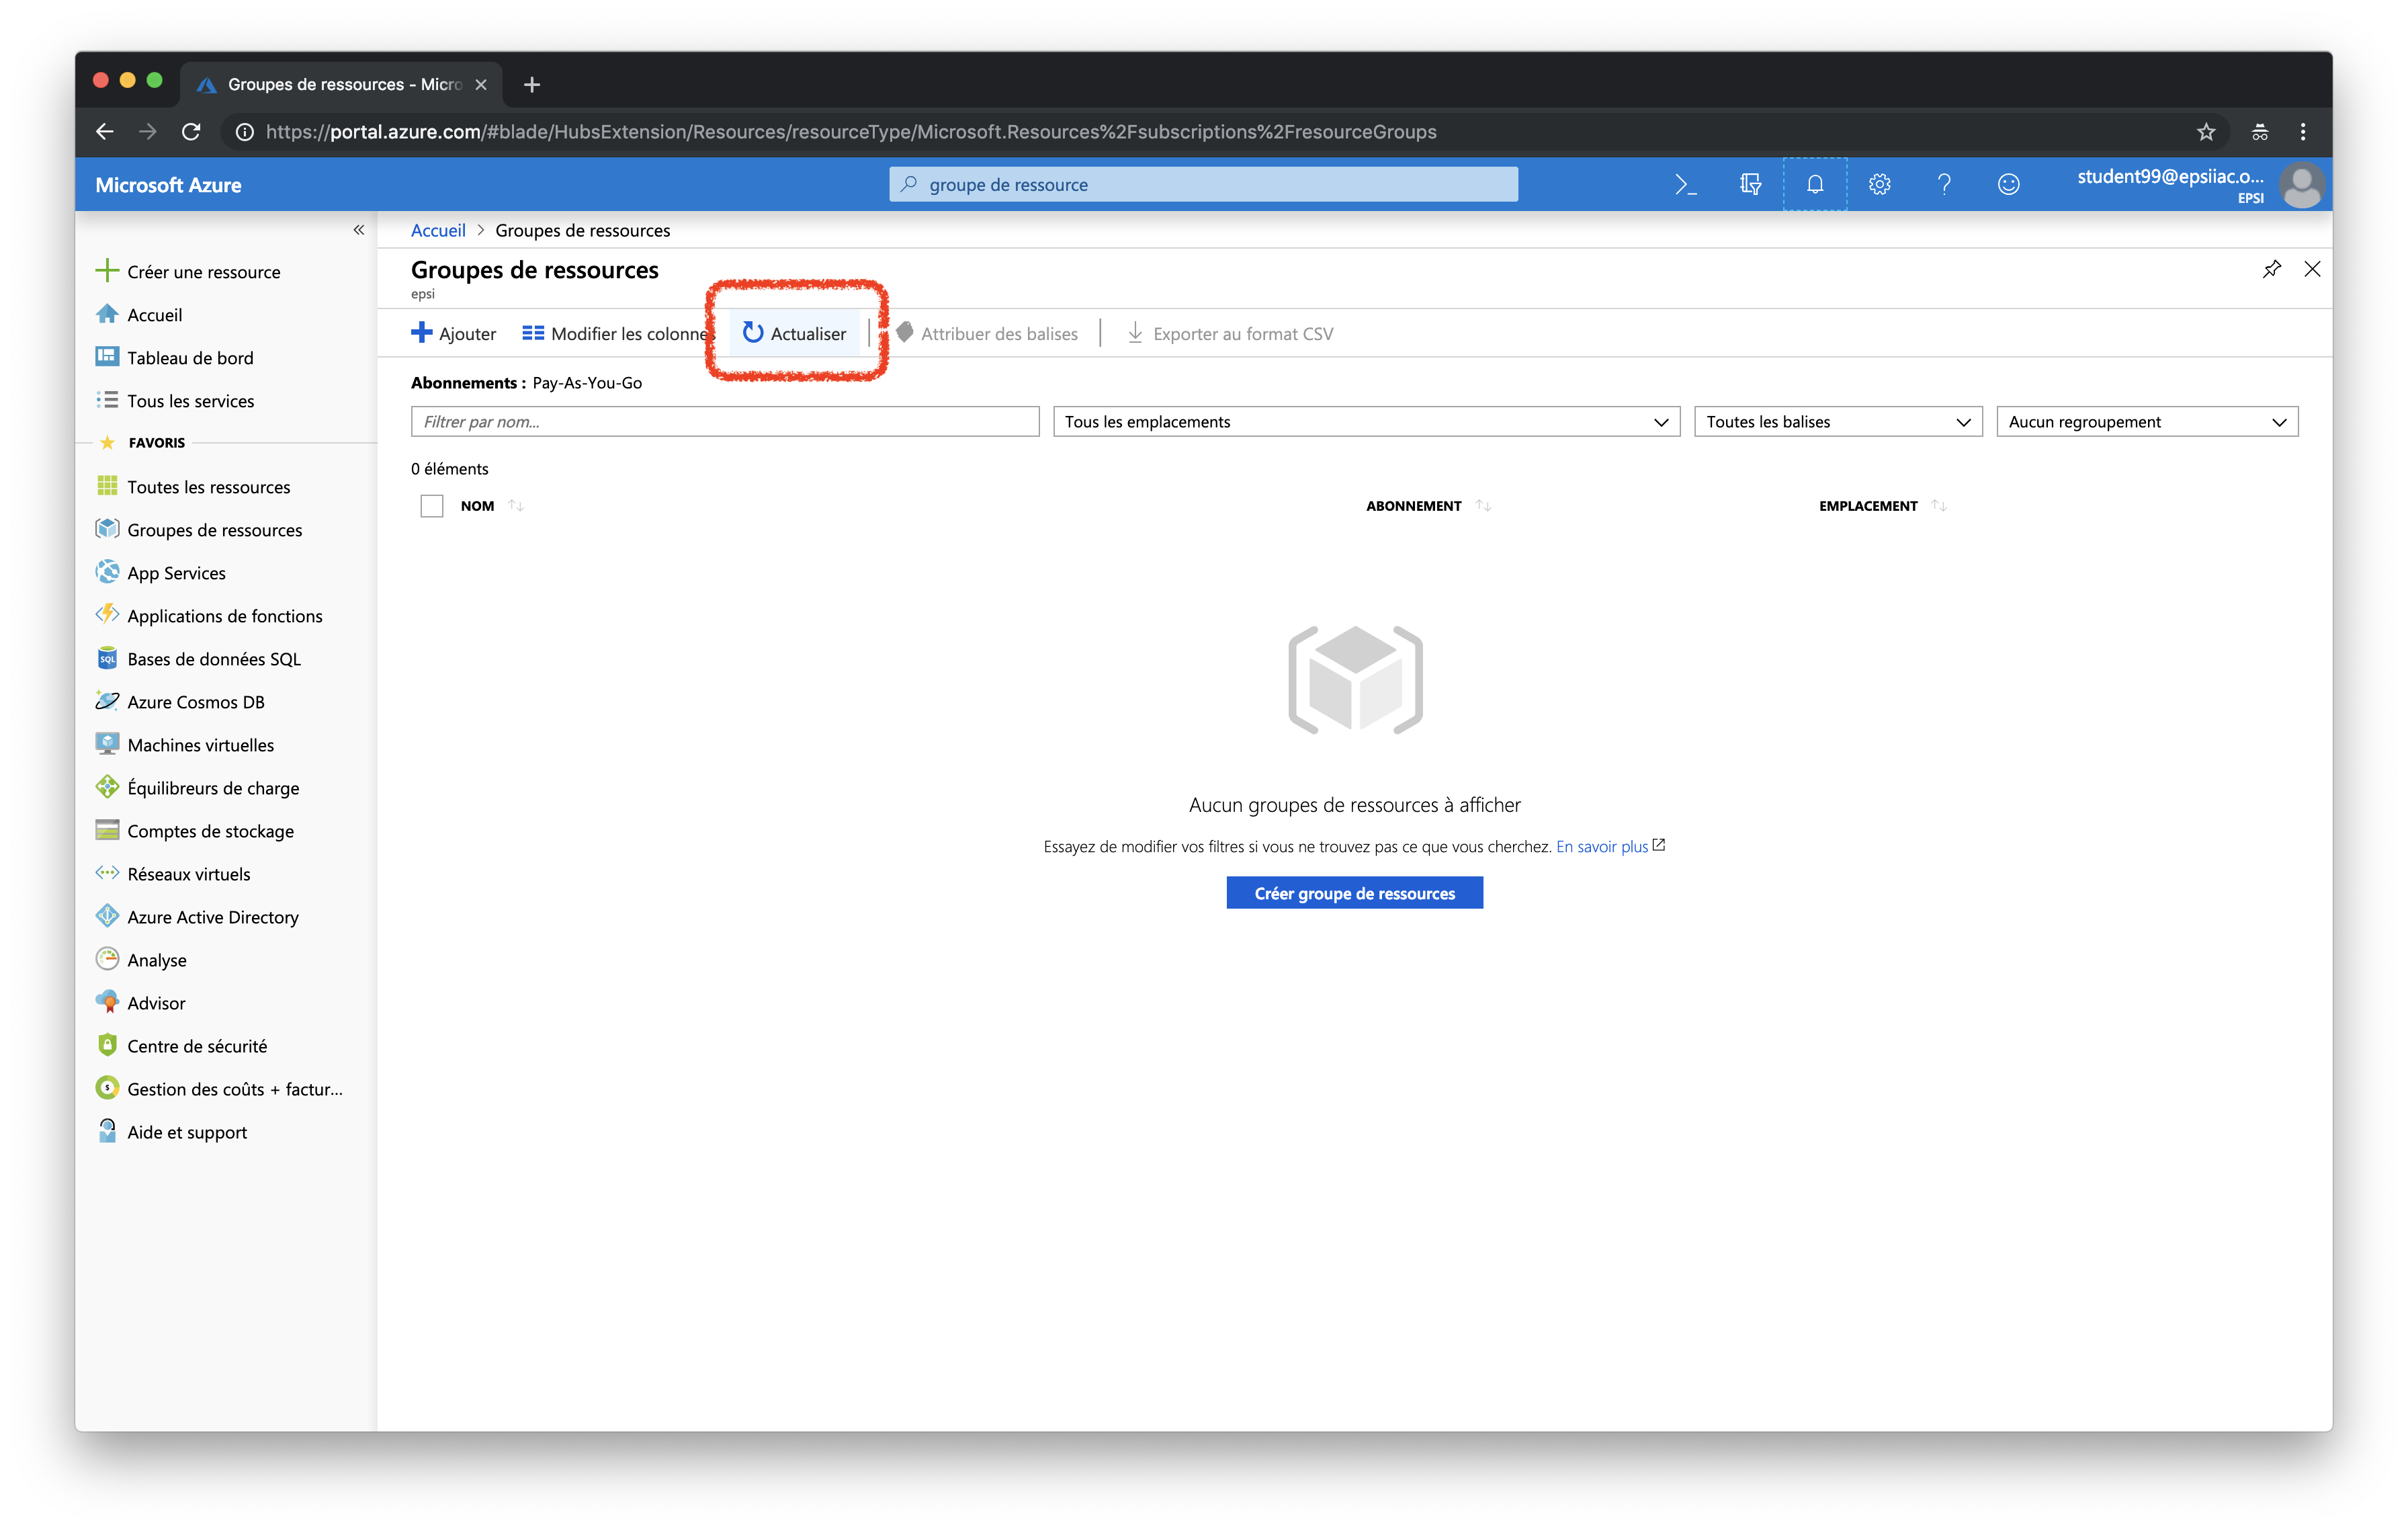 Groupes de ressources - Micro
https://portal.azure.com/#blade/HubsExtension/Resources/resourceType/Microsoft.Resources%2Fsubscriptions%2FresourceGroups
Microsoft Azure
groupe de ressource
student99@epsiiac.o...
EPSI
Accueil > Groupes de ressources
Groupes de ressources
epsi
Ajouter
Modifier les colonnes
Actualiser
Attribuer des balises
Exporter au format CSV
Abonnements : Pay-As-You-Go
Filtrer par nom...
Tous les emplacements
Toutes les balises
Aucun regroupement
0 éléments
NOM
ABONNEMENT
EMPLACEMENT
Aucun groupes de ressources à afficher
Essayez de modifier vos filtres si vous ne trouvez pas ce que vous cherchez. En savoir plus
Créer groupe de ressources
Créer une ressource
Accueil
Tableau de bord
Tous les services
FAVORIS
Toutes les ressources
Groupes de ressources
App Services
Applications de fonctions
SQL
Bases de données SQL
Azure Cosmos DB
Machines virtuelles
Équilibreurs de charge
Comptes de stockage
Réseaux virtuels
Azure Active Directory
Analyse
Advisor
Centre de sécurité
Gestion des coûts + factur...
Aide et support